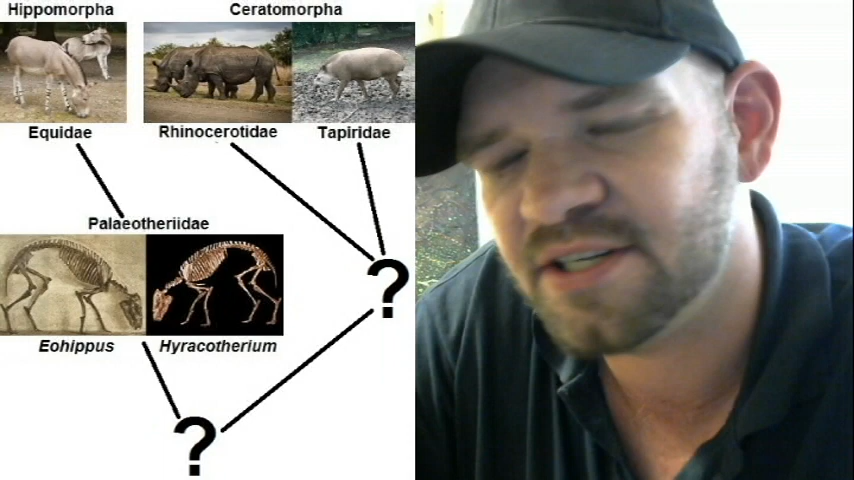 Hippomorpha
Ceratomorpha
Equidae
Rhinocerotidae
Tapiridae
Palaeotheriidae
?
Eohippus
Hyracotherium
?